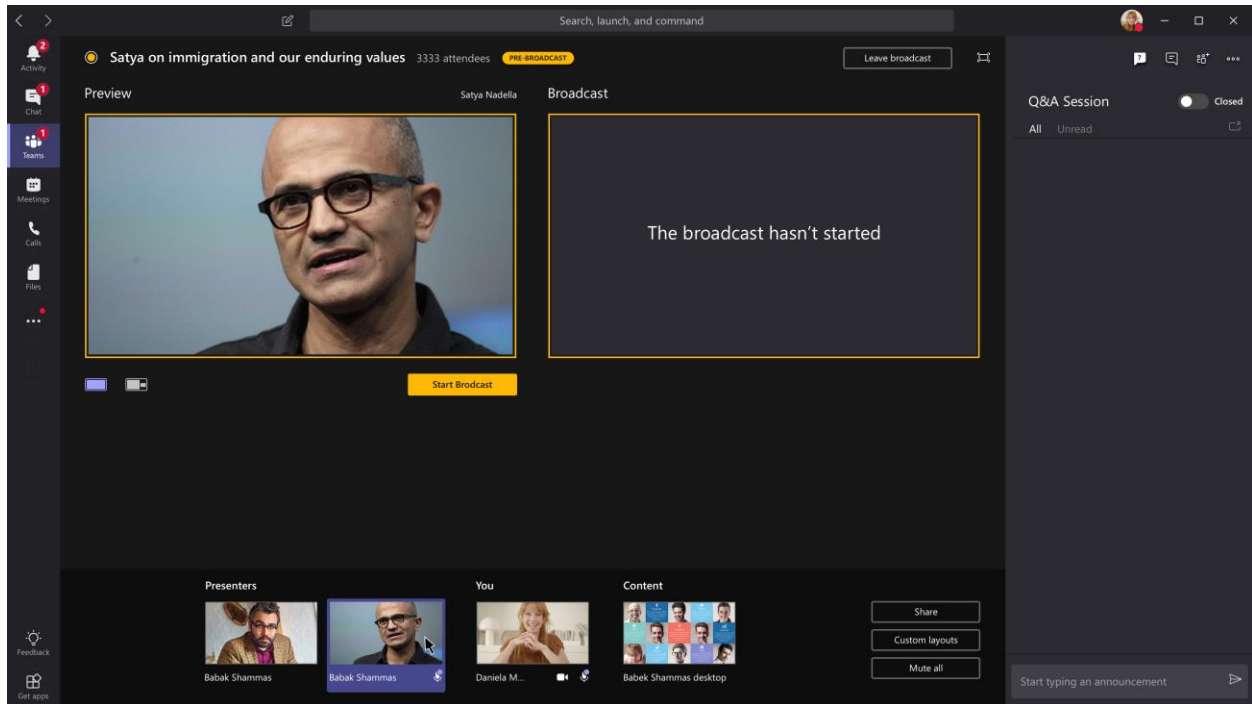 Search, launch, and command
2
Activity
1
Chat
1
Teams
Meetings
Calls
Files
Feedback
Get apps
Satya on immigration and our enduring values 3333 attendees PRE-BROADCAST
Leave broadcast
Preview
Satya Nadella
Broadcast
The broadcast hasn't started
Start Brodcast
Presenters
Babak Shammas
Babak Shammas
You
Daniela M...
Content
Babek Shammas desktop
Share
Custom layouts
Mute all
Q&A Session
Closed
All Unread
Start typing an announcement